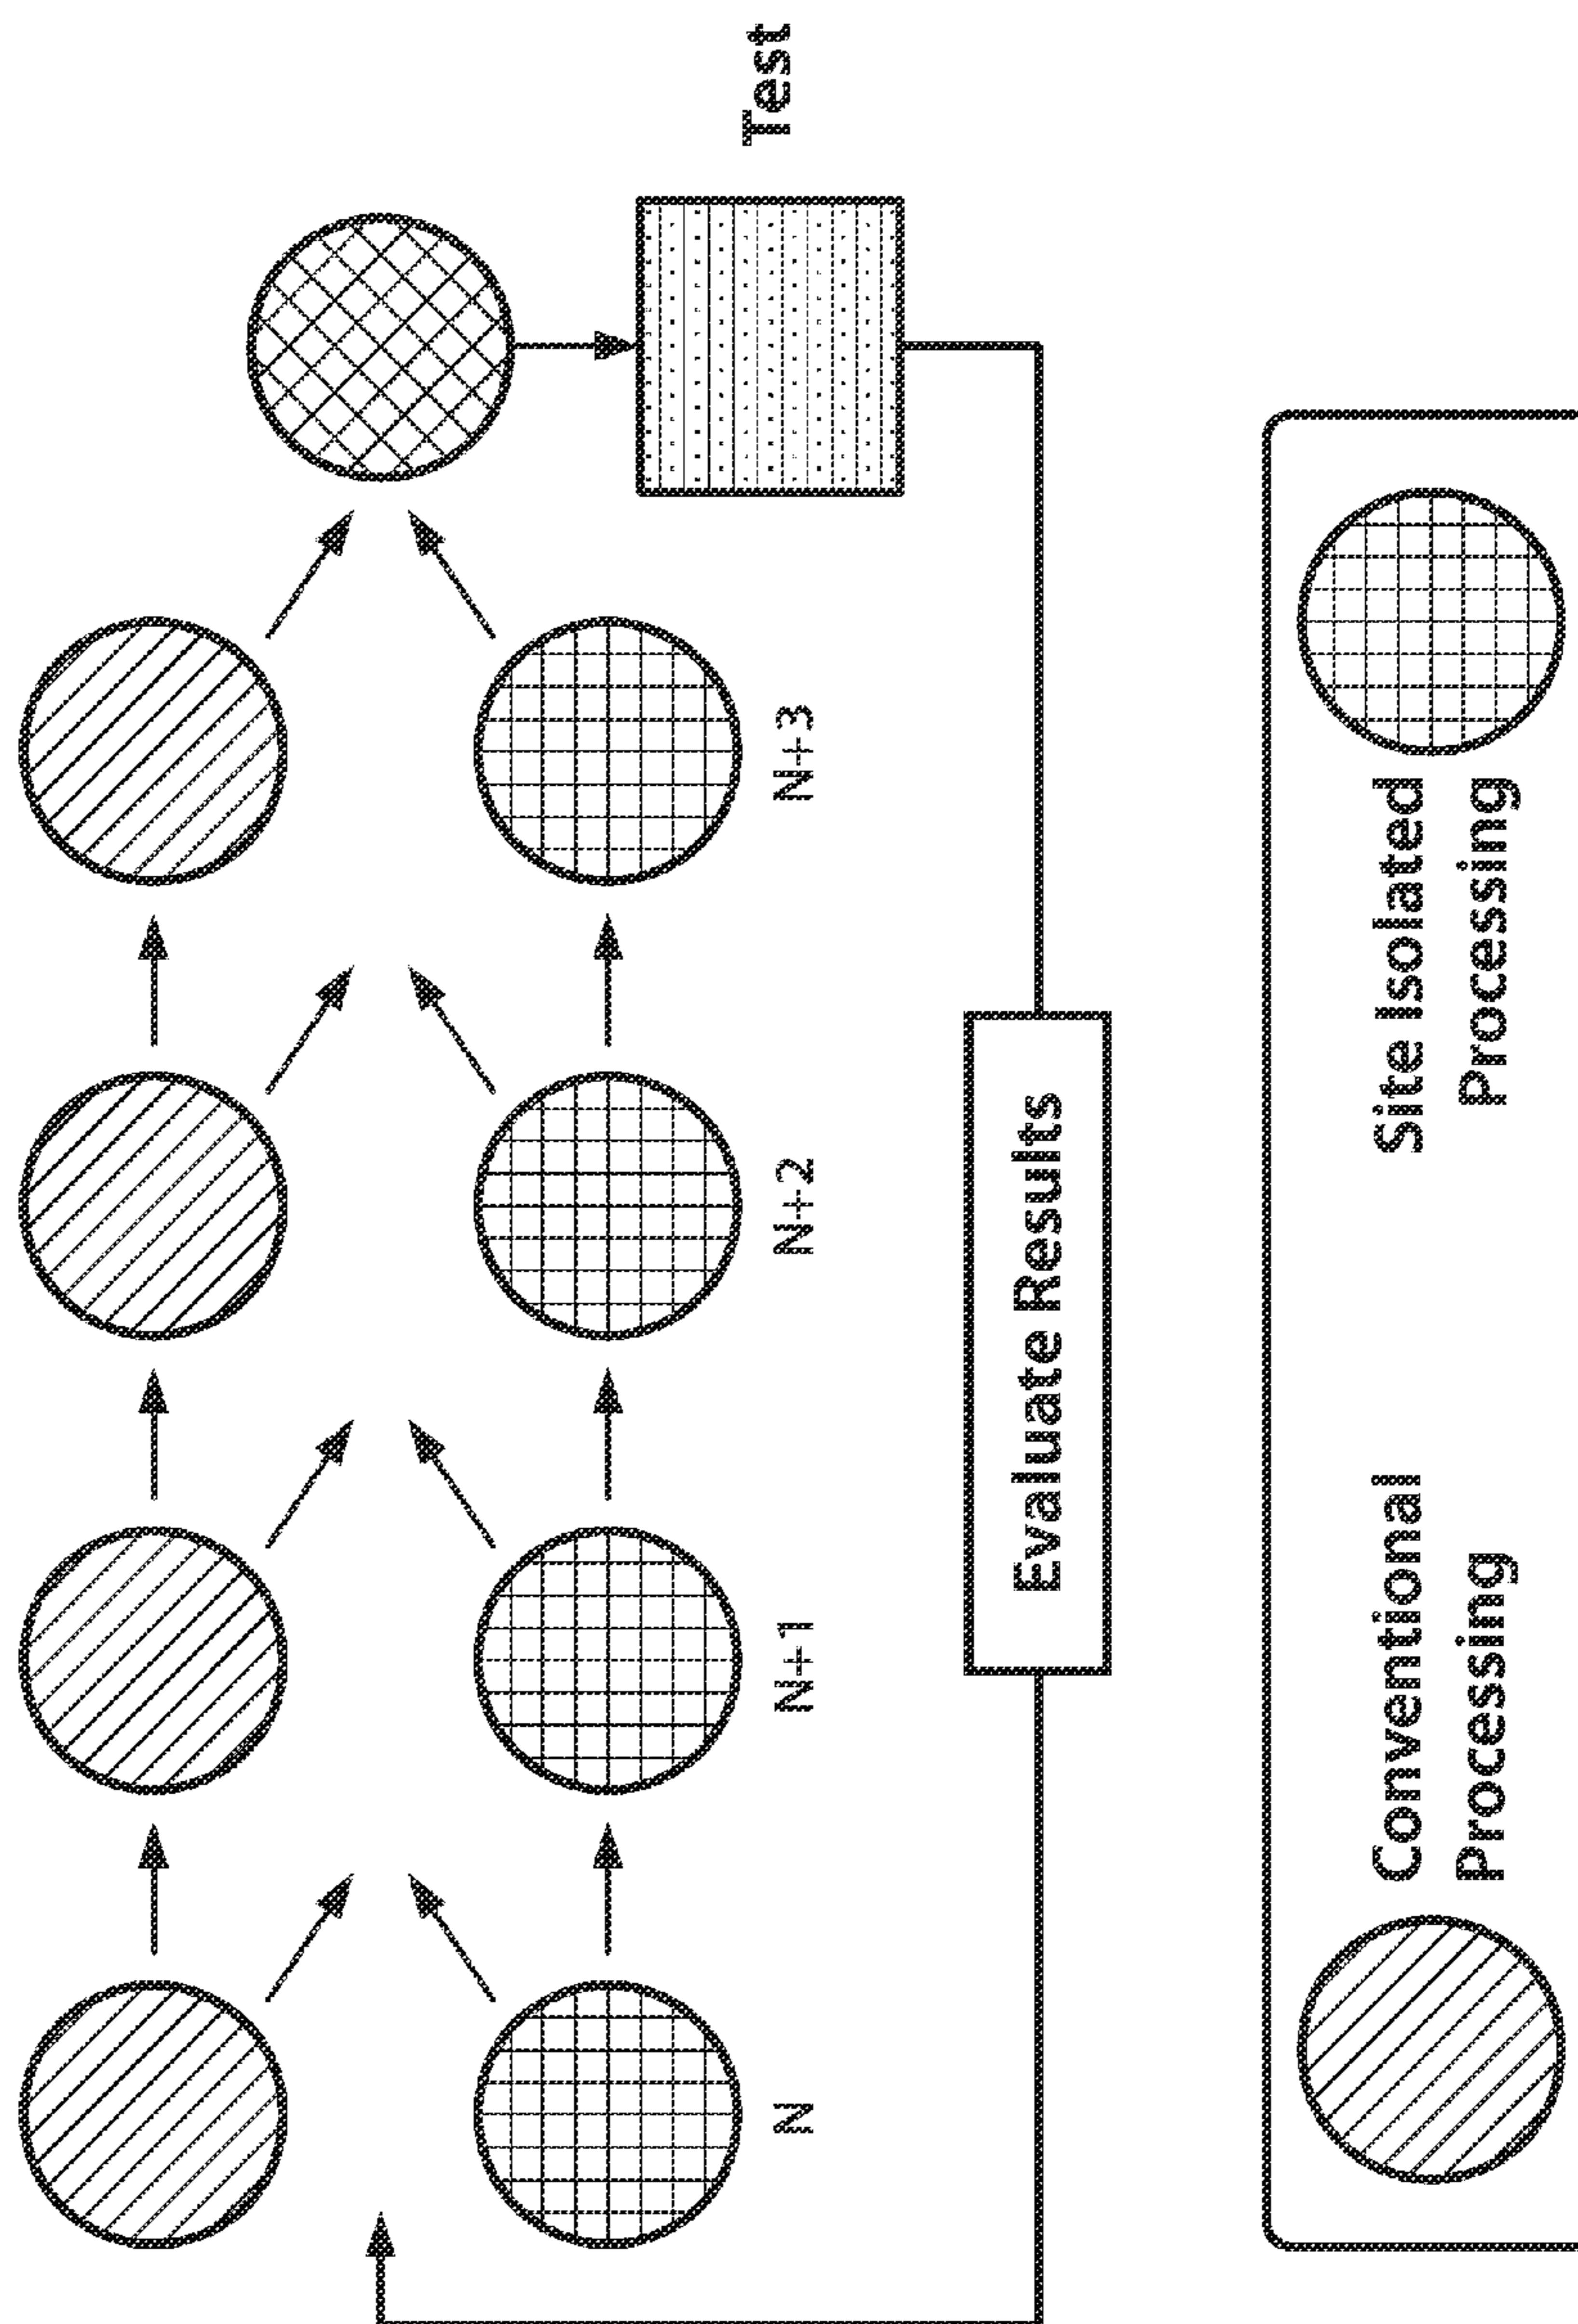 Test
N
N+1
N+2
N+3
Evaluate Results
Conventional
Processing
Site Isolated
Processing